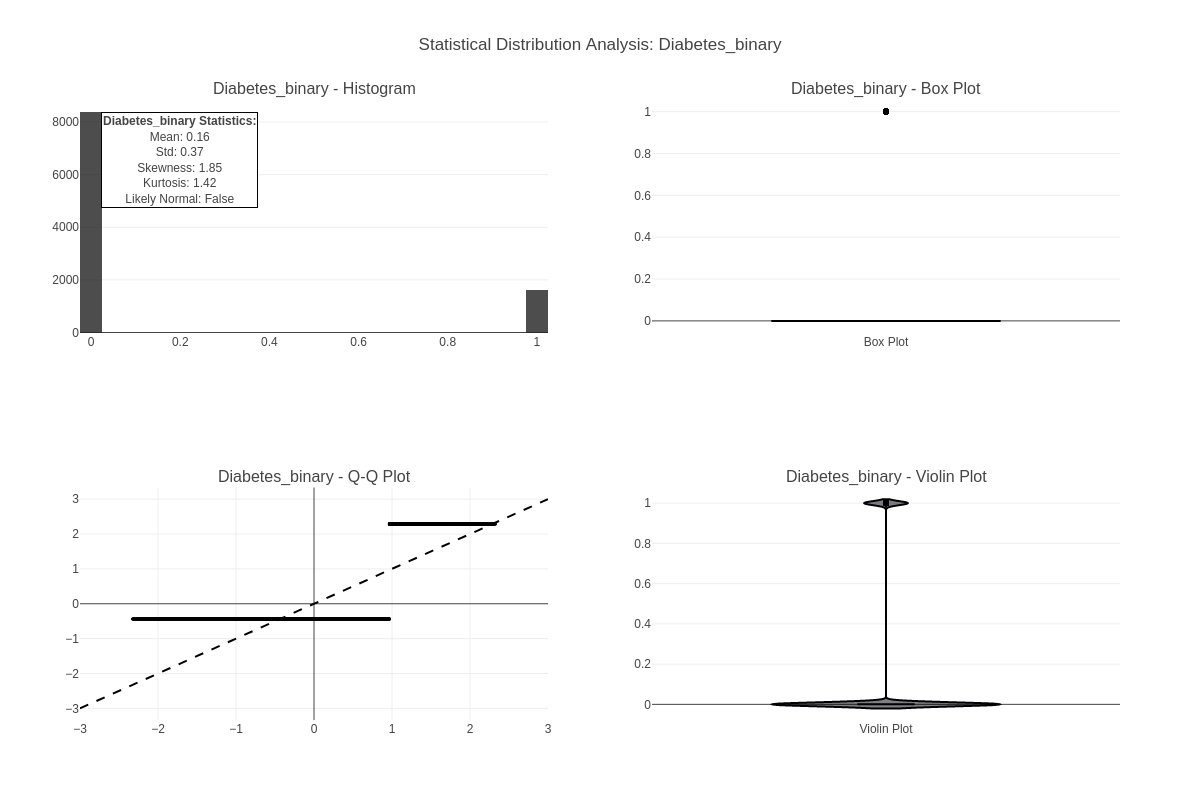 Statistical Distribution Analysis: Diabetes_binary
Diabetes_binary - Histogram
8000
6000
4000
2000
0
Diabetes_binary Statistics:
Mean: 0.16
Std: 0.37
Skewness: 1.85
Kurtosis: 1.42
Likely Normal: False
0 0.2 0.4 0.6 0.8 1
Diabetes_binary - Box Plot
1
0.8
0.6
0.4
0.2
0
Box Plot
Diabetes_binary - Q-Q Plot
3
2
1
0
−1
−2
−3
−3 −2 −1 0 1 2 3
Diabetes_binary - Violin Plot
1
0.8
0.6
0.4
0.2
0
Violin Plot